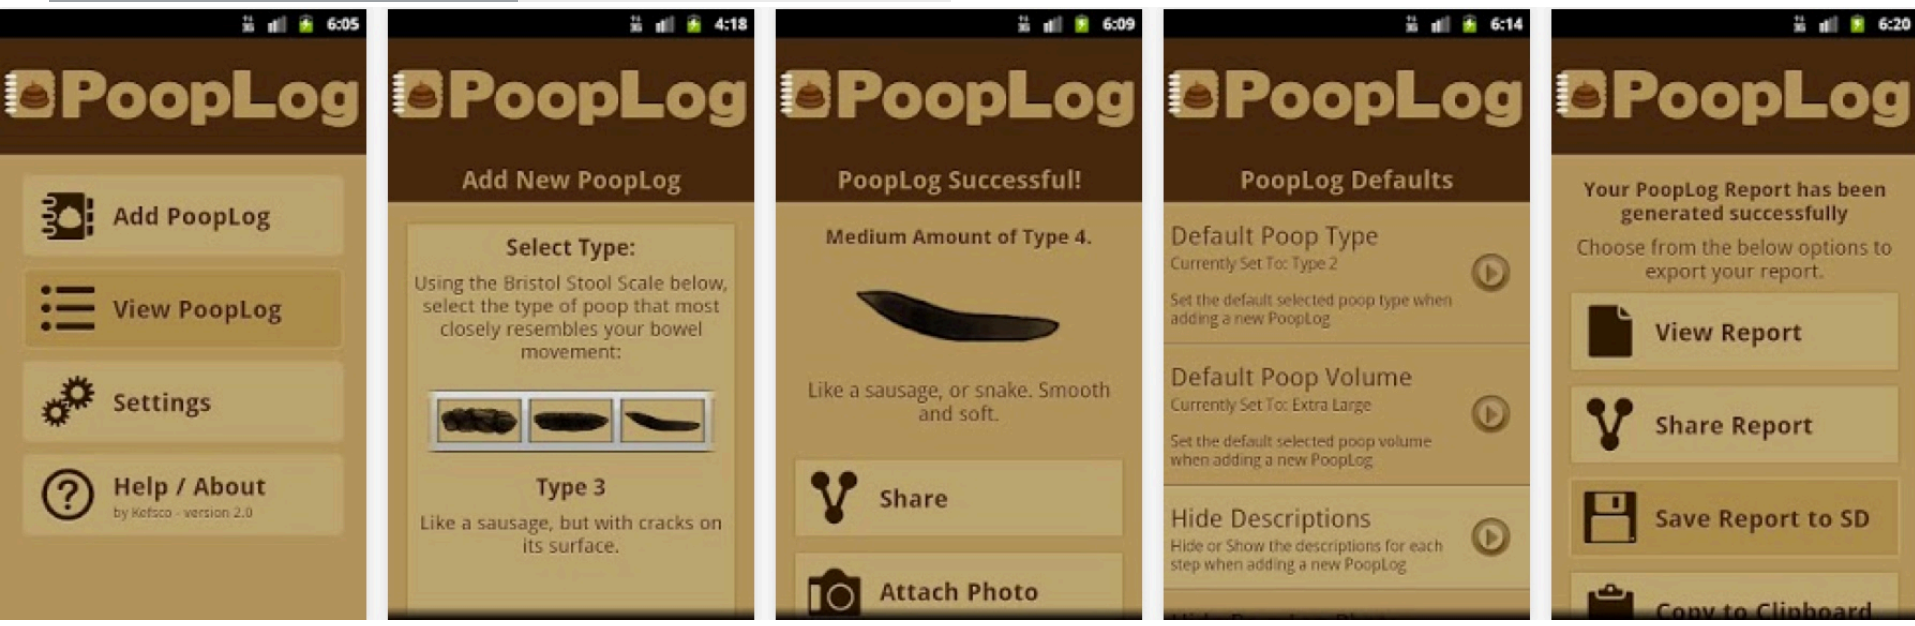 6:05
PoopLog
Add PoopLog
View PoopLog
Settings
Help / About
by Kefsco - version 2.0
4:18
PoopLog
Add New PoopLog
Select Type:
Using the Bristol Stool Scale below,
select the type of poop that most
closely resembles your bowel
movement:
Type 3
Like a sausage, but with cracks on
its surface.
6:09
PoopLog
PoopLog Successful!
Medium Amount of Type 4.
Like a sausage, or snake. Smooth
and soft.
Share
Attach Photo
6:14
PoopLog
PoopLog Defaults
Default Poop Type
Currently Set To: Type 2
Set the default selected poop type when
adding a new PoopLog
Default Poop Volume
Currently Set To: Extra Large
Set the default selected poop volume
when adding a new PoopLog
Hide Descriptions
Hide or Show the descriptions for each
step when adding a new PoopLog
6:20
PoopLog
Your PoopLog Report has been
generated successfully
Choose from the below options to
export your report.
View Report
Share Report
Save Report to SD
Copy to Clipboard